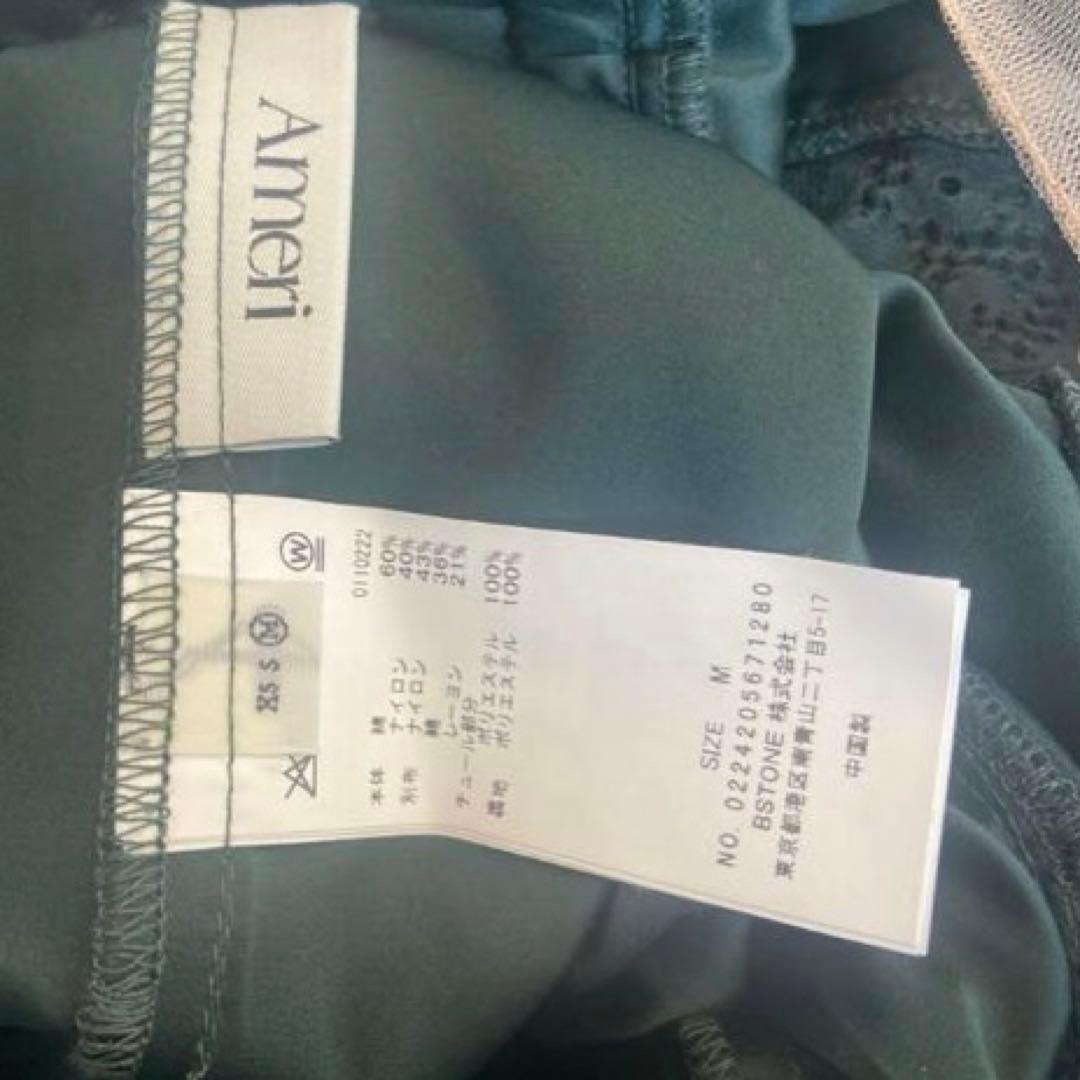 Ameri
W
XS S M
0110222
本体 綿 60%
ナイロン 40%
別布 ナイロン 43%
綿 36%
レーヨン 21%
チュール部分
ポリエステル 100%
裏地 ポリエステル 100%
SIZE M
NO. 0224205671280
BSTONE 株式会社
東京都港区南青山二丁目5-17
中国製